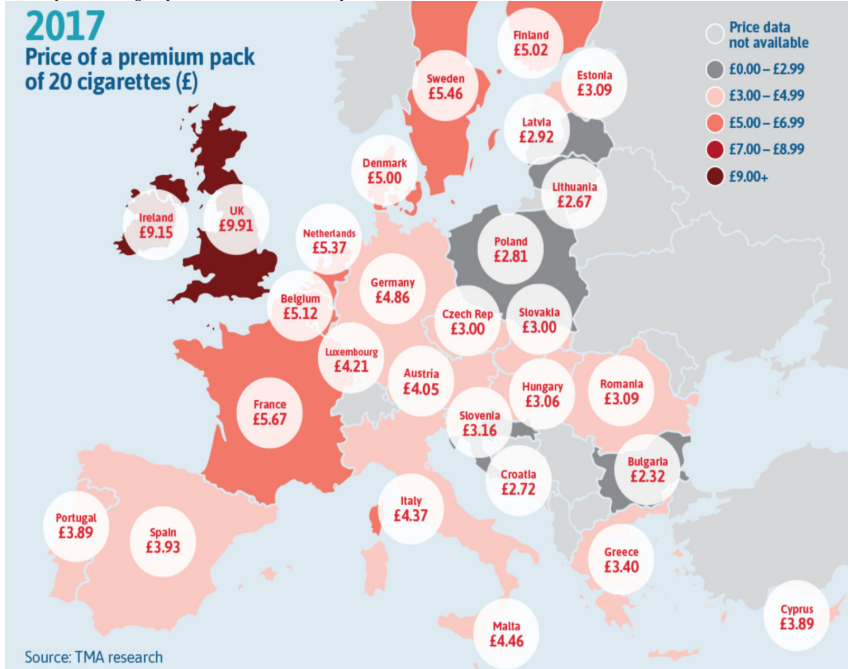 2017
Price of a premium pack
of 20 cigarettes (£)
Price data
not available
£0.00 – £2.99
£3.00 – £4.99
£5.00 – £6.99
£7.00 – £8.99
£9.00+
Finland
£5.02
Sweden
£5.46
Estonia
£3.09
Latvia
£2.92
Denmark
£5.00
Lithuania
£2.67
Ireland
£9.15
UK
£9.91
Netherlands
£5.37
Poland
£2.81
Germany
£4.86
Belgium
£5.12
Czech Rep
£3.00
Slovakia
£3.00
Luxembourg
£4.21
Austria
£4.05
Hungary
£3.06
Romania
£3.09
France
£5.67
Slovenia
£3.16
Bulgaria
£2.32
Croatia
£2.72
Italy
£4.37
Portugal
£3.89
Spain
£3.93
Greece
£3.40
Cyprus
£3.89
Malta
£4.46
Source: TMA research